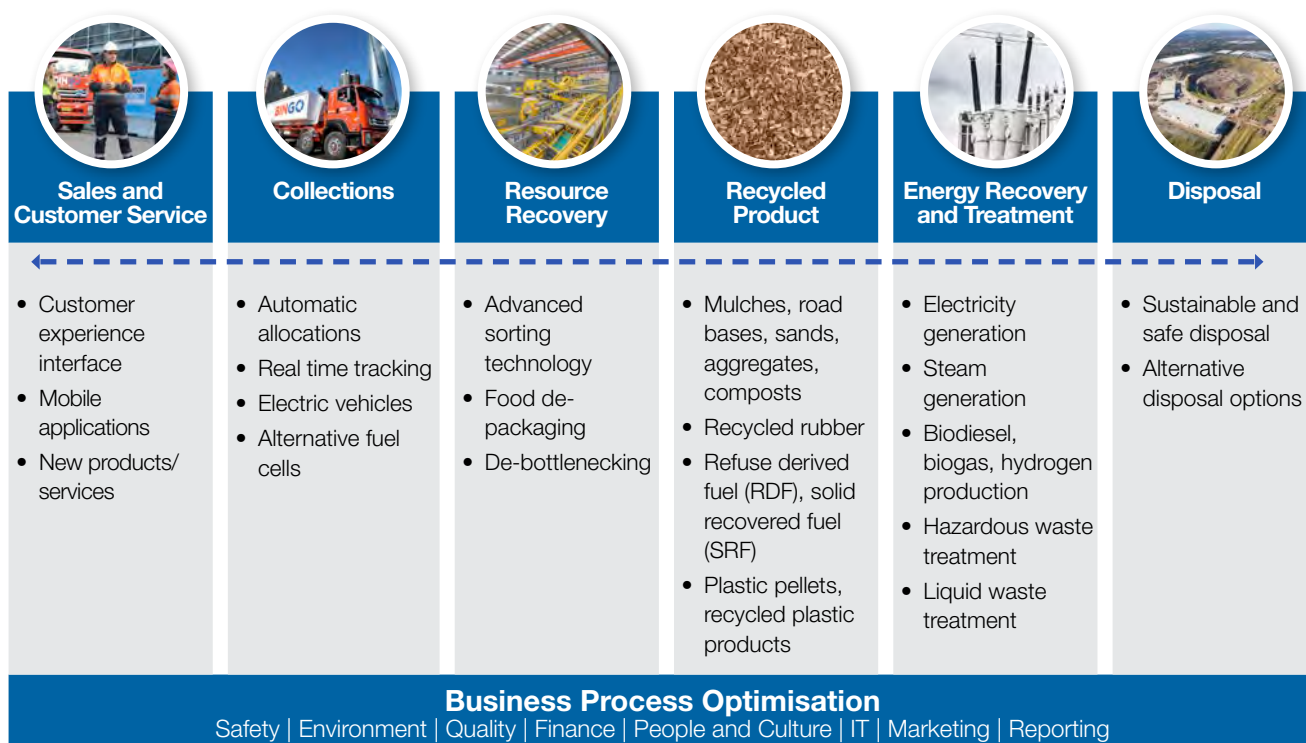 BINGO
Sales and
Customer Service
Collections
Resource
Recovery
Recycled
Product
Energy Recovery
and Treatment
Disposal
• Customer
experience
interface
• Mobile
applications
• New products/
services
• Automatic
allocations
• Real time tracking
• Electric vehicles
• Alternative fuel
cells
• Advanced
sorting
technology
• Food de-
packaging
• De-bottlenecking
• Mulches, road
bases, sands,
aggregates,
composts
• Recycled rubber
• Refuse derived
fuel (RDF), solid
recovered fuel
(SRF)
• Plastic pellets,
recycled plastic
products
• Electricity
generation
• Steam
generation
• Biodiesel,
biogas, hydrogen
production
• Hazardous waste
treatment
• Liquid waste
treatment
• Sustainable and
safe disposal
• Alternative
disposal options
Business Process Optimisation
Safety | Environment | Quality | Finance | People and Culture | IT | Marketing | Reporting